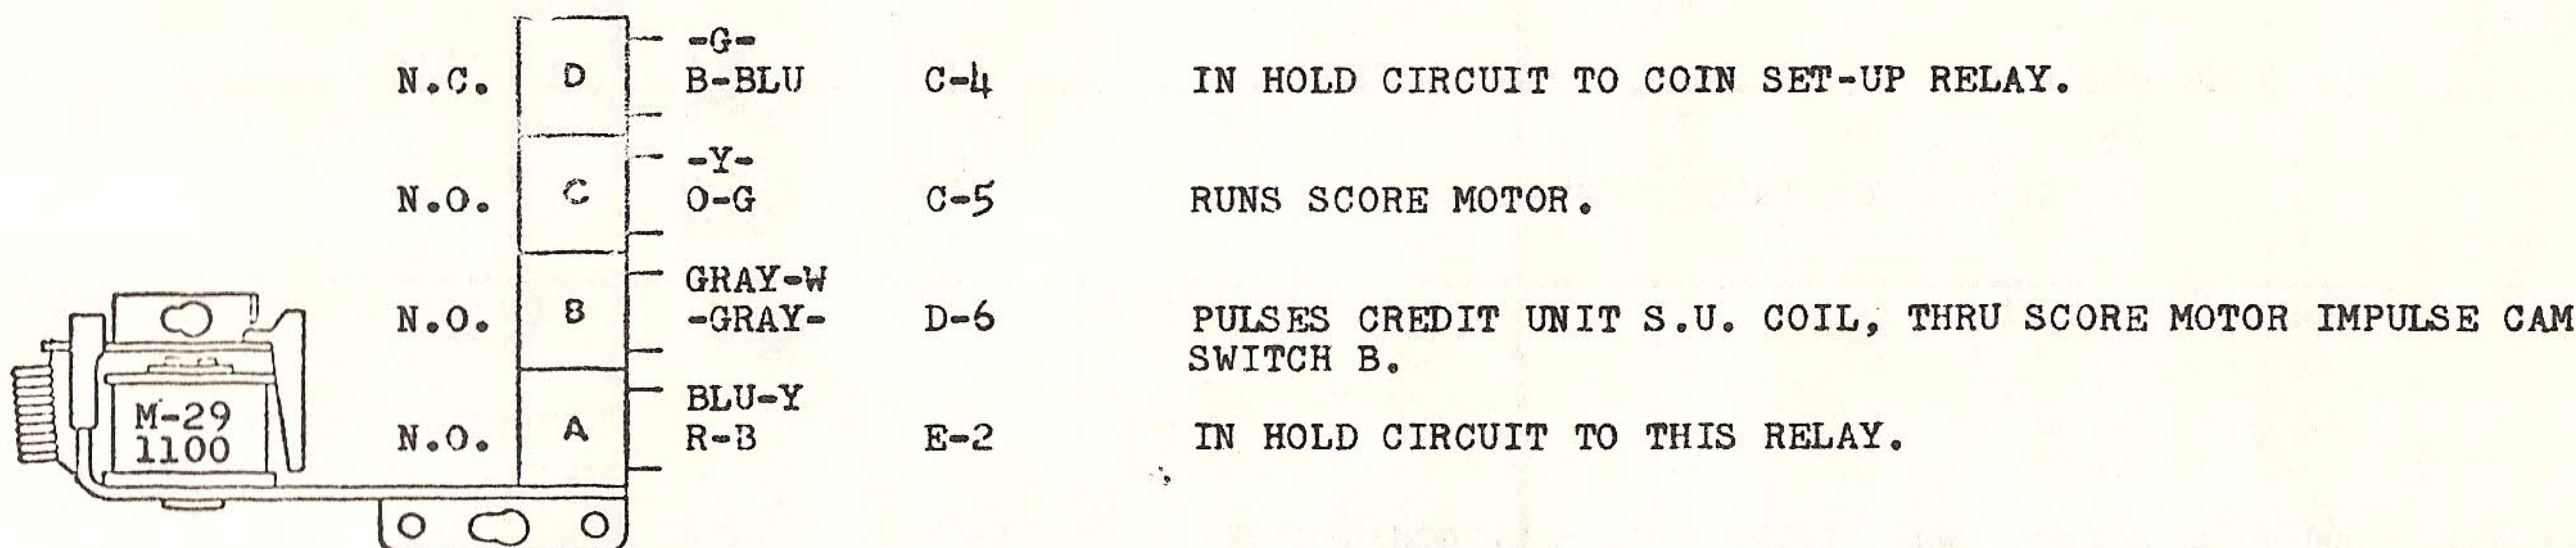 -G-
N.C. D B-BLU C-4 IN HOLD CIRCUIT TO COIN SET-UP RELAY.
-Y-
N.O. C O-G C-5 RUNS SCORE MOTOR.
GRAY-W
N.O. B -GRAY- D-6 PULSES CREDIT UNIT S.U. COIL, THRU SCORE MOTOR IMPULSE CAM
SWITCH B.
BLU-Y
N.O. A R-B E-2 IN HOLD CIRCUIT TO THIS RELAY.
M-29
1100